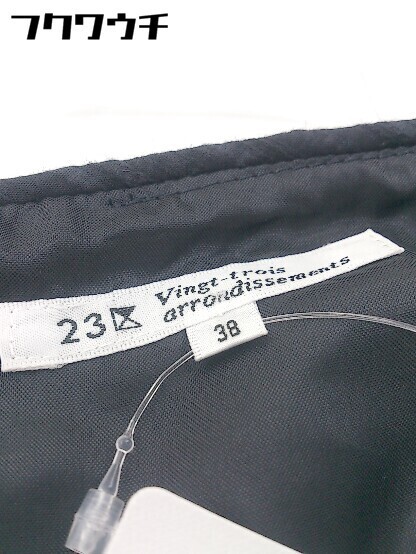 フクワウチ
23区
Vingt-trois
arrondissements
38